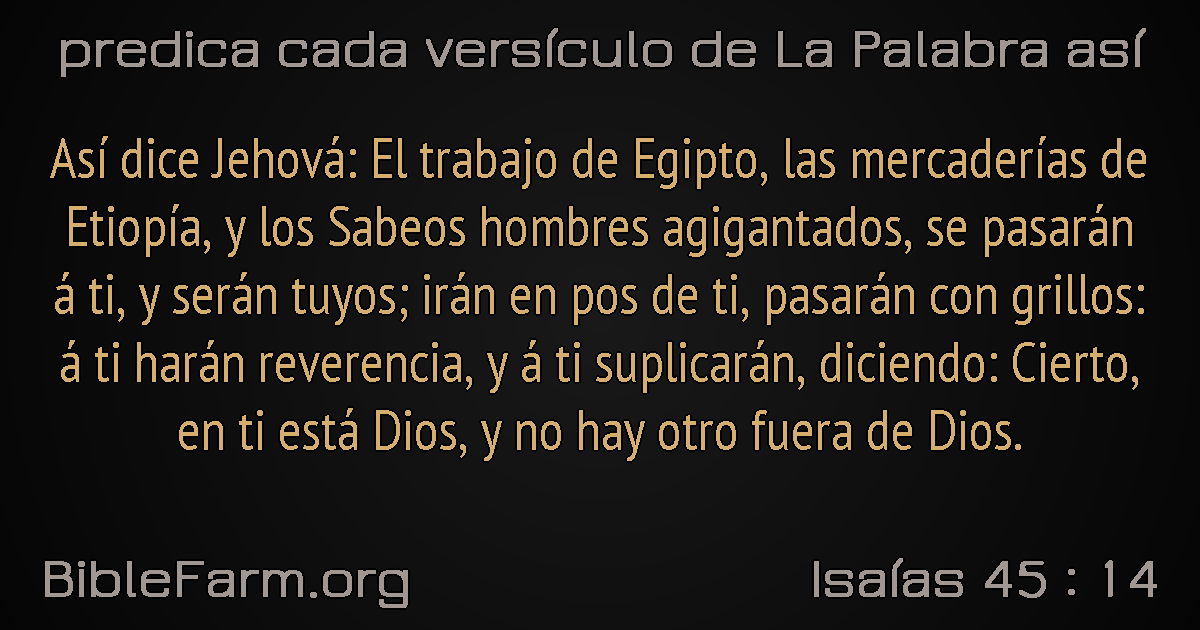 predica cada versículo de La Palabra así
Así dice Jehová: El trabajo de Egipto, las mercaderías de
Etiopía, y los Sabeos hombres agigantados, se pasarán
á ti, y serán tuyos; irán en pos de ti, pasarán con grillos:
á ti harán reverencia, y á ti suplicarán, diciendo: Cierto,
en ti está Dios, y no hay otro fuera de Dios.
BibleFarm.org
Isaías 45 : 14